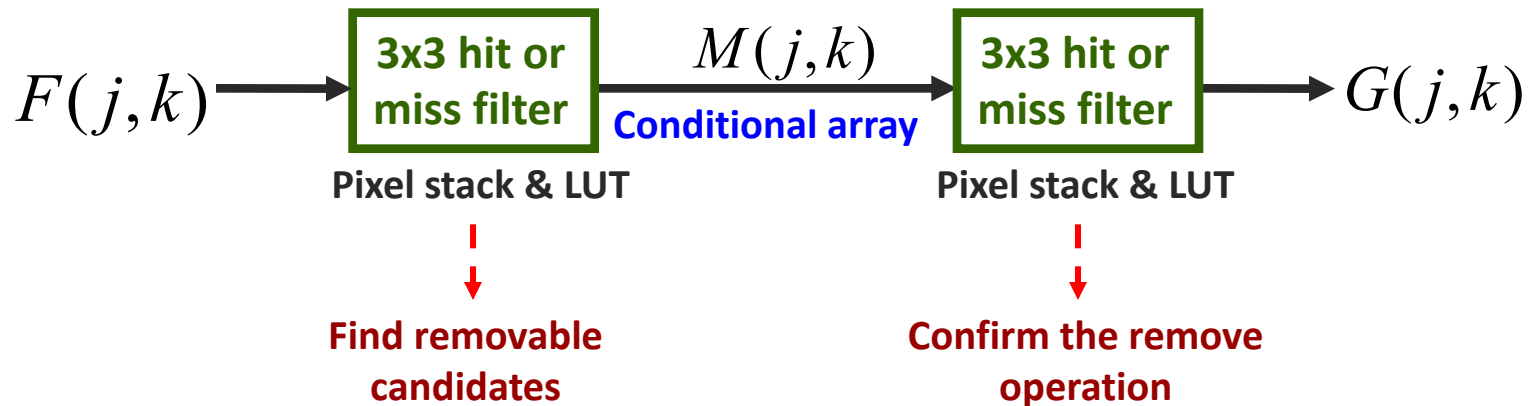 F(j,k)
3x3 hit or
miss filter
M(j,k)
Conditional array
3x3 hit or
miss filter
G(j,k)
Pixel stack & LUT
Pixel stack & LUT
Find removable
candidates
Confirm the remove
operation